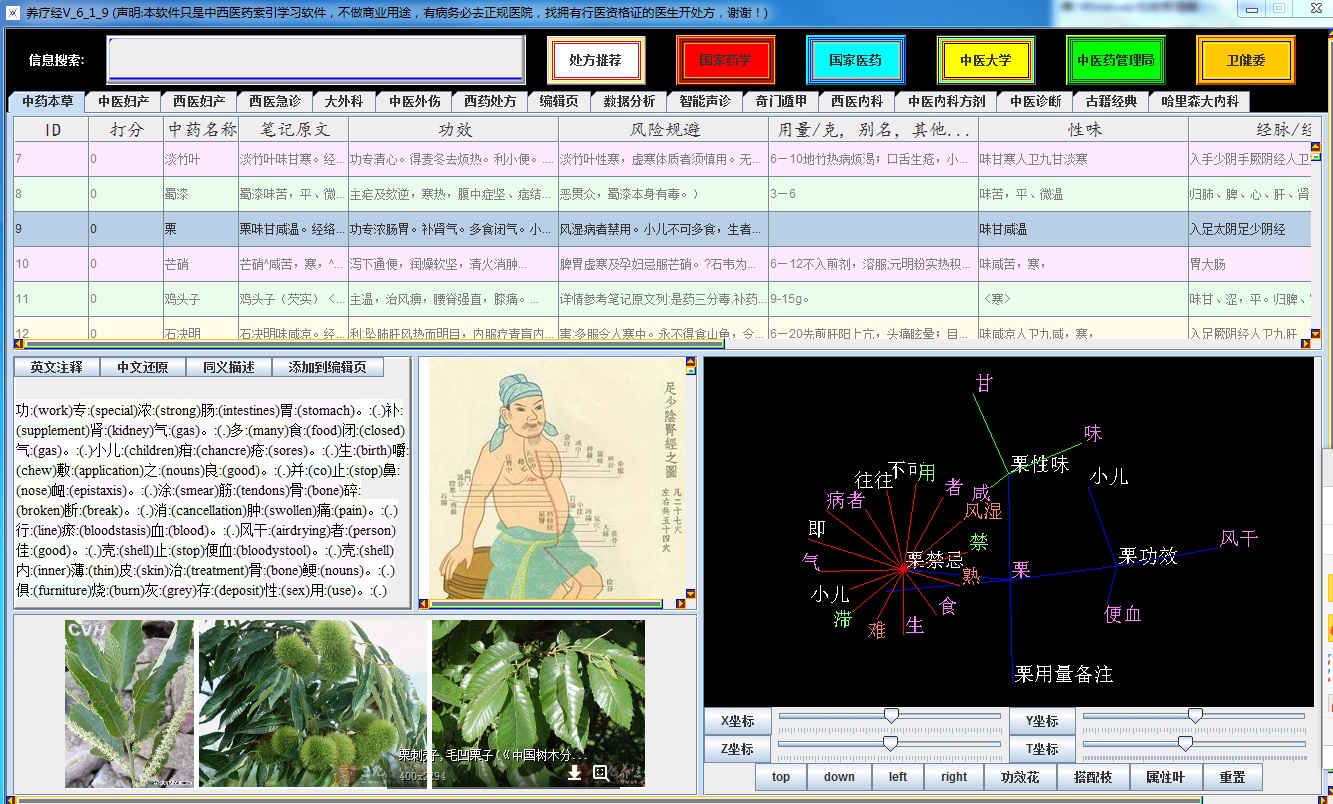 养疗经V_6_1_9 (声明:本软件只是中西医药索引学习软件，不做商业用途，有病务必去正规医院，找拥有行医资格证的医生开处方，谢谢！)
信息搜索: 处方推荐 国家药学 国家医药 中医大学 中医药管理局 卫健委
中药本草 中医妇产 西医妇产 西医急诊 大外科 中医外伤 西药处方 编辑页 数据分析 智能声诊 奇门遁甲 西医内科 中医内科方剂 中医诊断 古籍经典 哈里森大内科
ID 打分 中药名称 笔记原文 功效 风险规避 用量/克, 别名, 其他... 性味 经脉/经
7 0 淡竹叶 淡竹叶味甘寒。经... 功专清心。得麦冬去烦热。利小便。... 淡竹叶性寒，虚寒体质者须慎用。无... 6－10地竹热病烦渴；口舌生疮，小... 味甘寒人卫九甘淡寒 入手少阴手厥阴经人卫
8 0 蜀漆 蜀漆味苦，平、微... 主疟及欬逆，寒热，腹中症坚、痞结... 恶贯众，蜀漆本身有毒。） 3－6 味苦，平、微温 归肺、脾、心、肝、肾
9 0 栗 栗味甘咸温。经络... 功专浓肠胃。补肾气。多食闭气。小... 风湿病者禁用。小儿不可多食，生者... 味甘咸温 入足太阴足少阴经
10 0 芒硝 芒硝^咸苦，寒，^... 泻下通便，润燥软坚，清火消肿... 脾胃虚寒及孕妇忌服芒硝。?石韦为... 6－12不入煎剂，溶服;元明粉实热积... 味咸苦，寒， 胃大肠
11 0 鸡头子 鸡头子（芡实） <... 主温，治风痹，腰脊强直，膝痛。... 详情参考笔记原文列:是药三分毒,补药... 9-15g。 〈寒〉 味甘、涩，平。归脾、
12 0 石决明 石决明味咸凉。经... 利;坠肺肝风热而明目，内服疗青盲内... 害:多服令人寒中。永不得食山龟，令... 6－20先煎肝阳上亢，头痛眩晕；目... 味咸凉人卫九咸，寒， 入足厥阴经人卫九肝
英文注释 中文还原 同义描述 添加到编辑页
功:(work)专:(special)浓:(strong)肠:(intestines)胃:(stomach)。:(.)补:
(supplement)肾:(kidney)气:(gas)。:(.)多:(many)食:(food)闭:(closed)
气:(gas)。:(.)小儿:(children)疳:(chancre)疮:(sores)。:(.)生:(birth)嚼:
(chew)敷:(application)之:(nouns)良:(good)。:(.)并:(co)止:(stop)鼻:
(nose)衄:(epistaxis)。:(.)涂:(smear)筋:(tendons)骨:(bone)碎:
(broken)断:(break)。:(.)消:(cancellation)肿:(swollen)痛:(pain)。:(.)
行:(line)瘀:(bloodstasis)血:(blood)。:(.)风干:(airdrying)者:(person)
佳:(good)。:(.)壳:(shell)止:(stop)便血:(bloodystool)。:(.)壳:(shell)
内:(inner)薄:(thin)皮:(skin)治:(treatment)骨:(bone)鲠:(nouns)。:(.)
俱:(furniture)烧:(burn)灰:(grey)存:(deposit)性:(sex)用:(use)。:(.)
足少陰腎經之圖
凡二十七穴
左右共五十四穴
甘
味
栗性味
小儿
往往
不可
用
者
咸
病者
风湿
即
禁
风干
气
栗禁忌
熟
栗
栗功效
小儿
食
便血
滞
难
生
栗用量备注
CVH
栗刺壳子, 毛凹栗子 (《中国树木分...
400x3294
X坐标 Y坐标
Z坐标 T坐标
top down left right 功效花 搭配枝 属性叶 重置